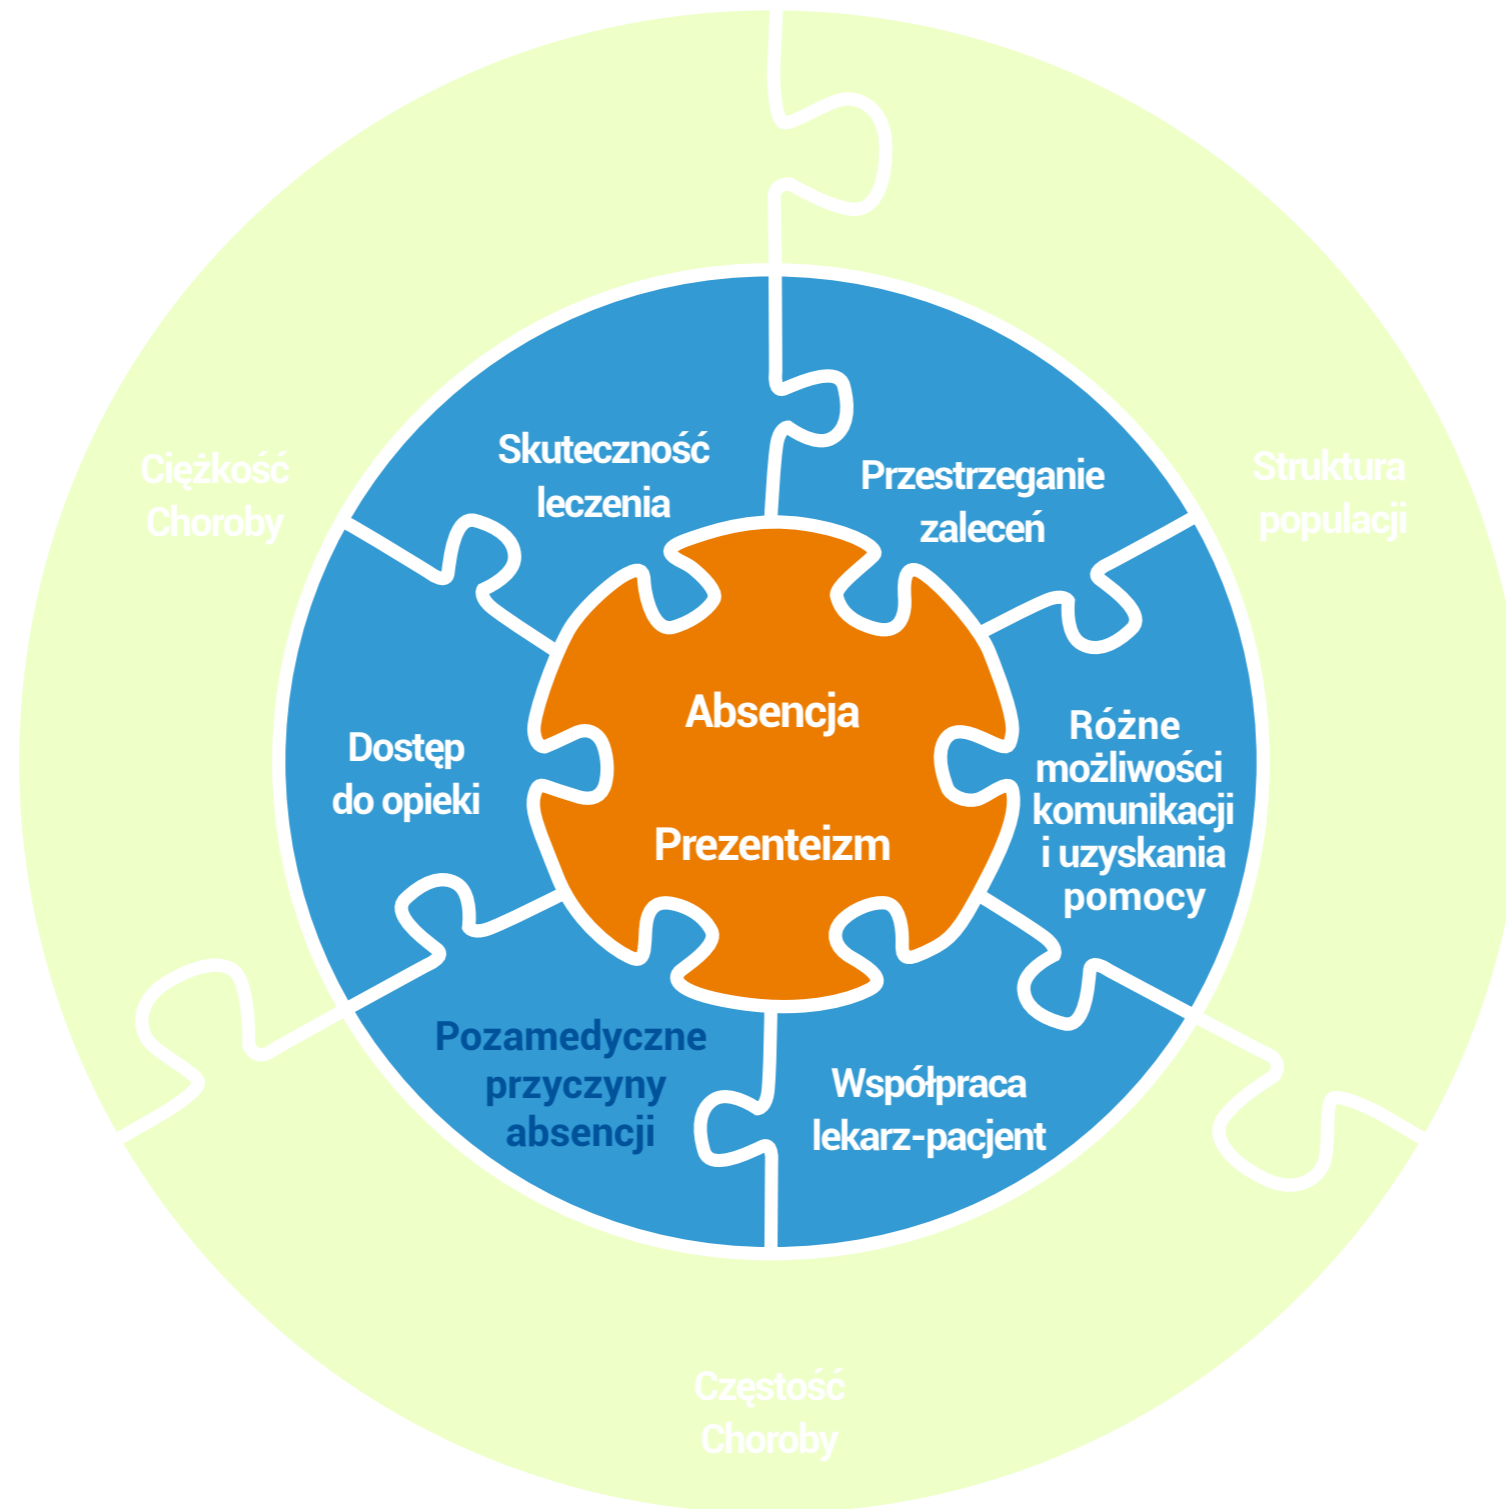 Ciężkość
Choroby
Struktura
populacji
Skuteczność
leczenia
Przestrzeganie
zaleceń
Dostęp
do opieki
Absencja
Prezenteizm
Różne
możliwości
komunikacji
i uzyskania
pomocy
Pozamedyczne
przyczyny
absencji
Współpraca
lekarz-pacjent
Częstość
Choroby